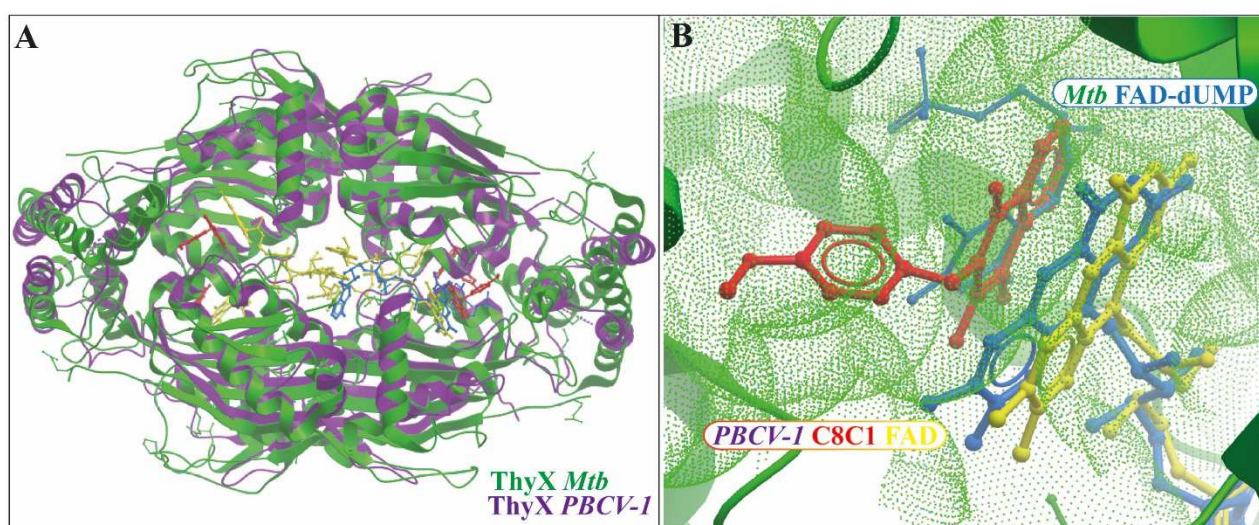 A
ThyX Mtb
ThyX PBCV-1
B
Mtb FAD-dUMP
PBCV-1 C8C1 FAD